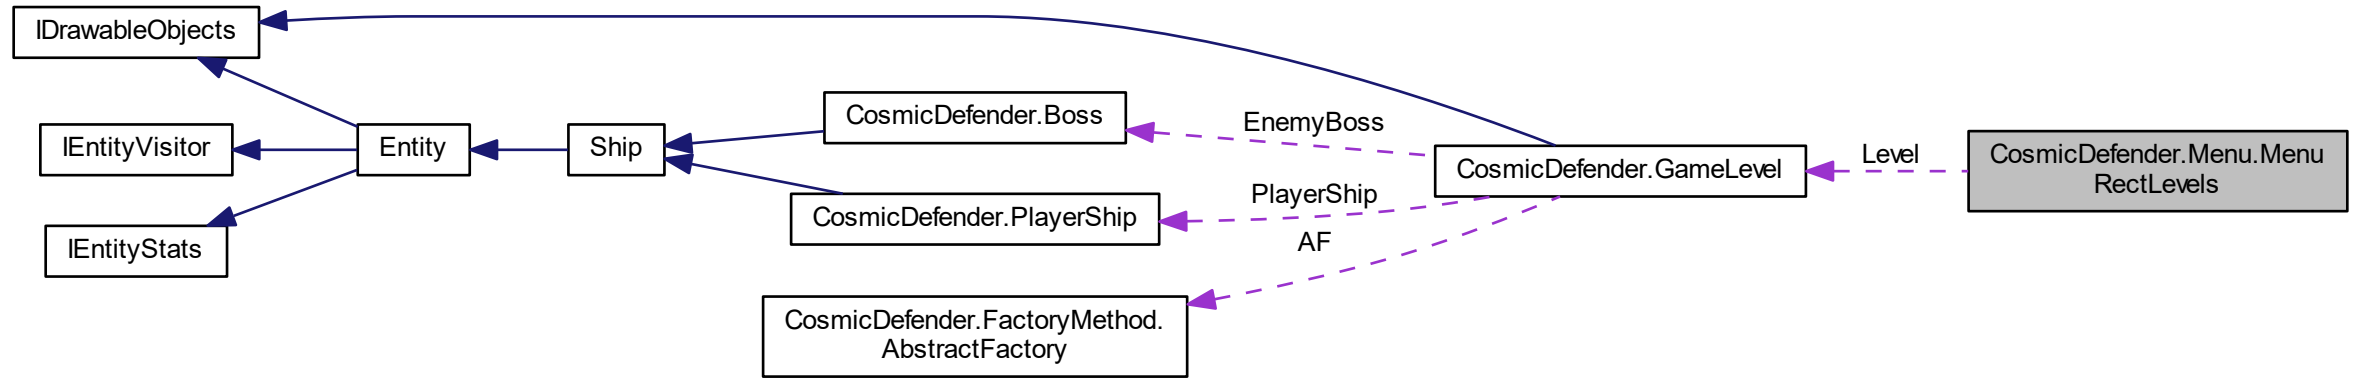 IDrawableObjects
IEntityVisitor
IEntityStats
Entity
Ship
CosmicDefender.Boss
CosmicDefender.PlayerShip
CosmicDefender.FactoryMethod.
AbstractFactory
EnemyBoss
PlayerShip
AF
CosmicDefender.GameLevel
Level
CosmicDefender.Menu.Menu
RectLevels